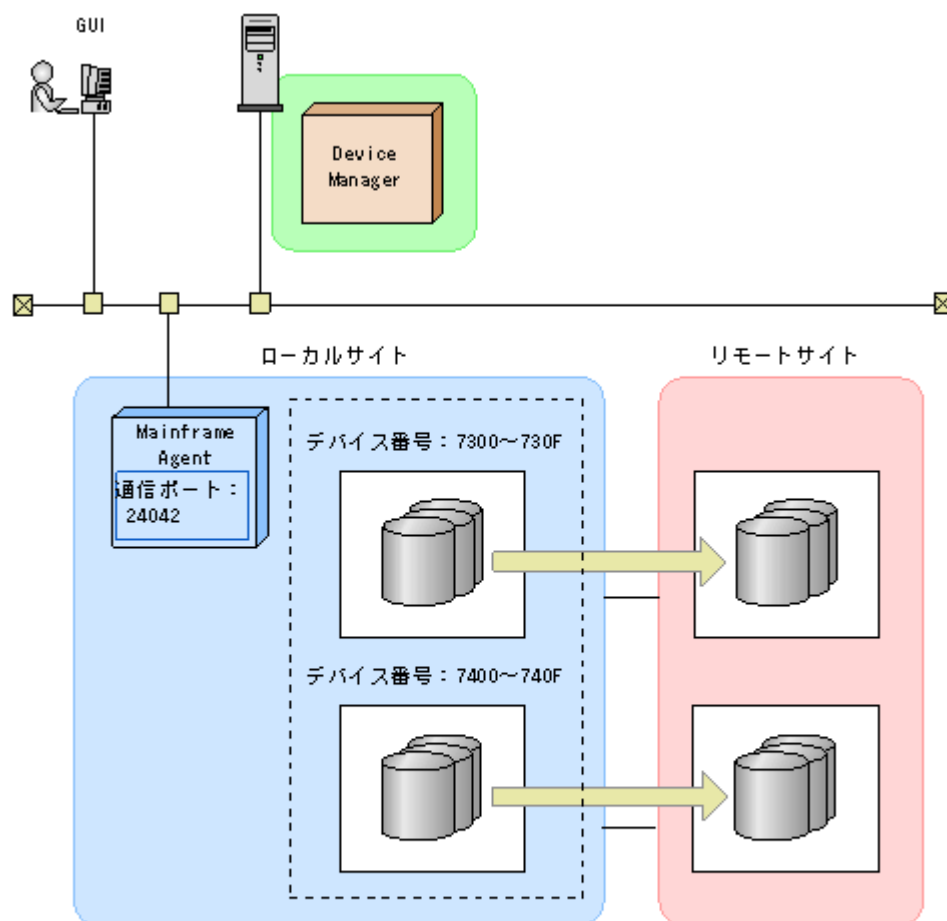 GUI
Device
Manager
ローカルサイト
リモートサイト
Mainframe
Agent
通信ポート：
24042
デバイス番号：7300～730F
デバイス番号：7400～740F